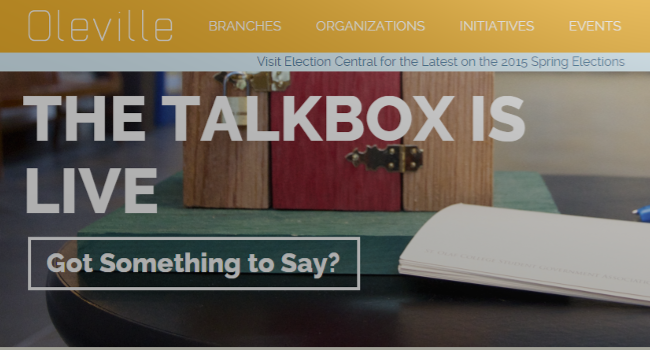 Oleville BRANCHES ORGANIZATIONS INITIATIVES EVENTS
Visit Election Central for the Latest on the 2015 Spring Elections
THE TALKBOX IS
LIVE
Got Something to Say?